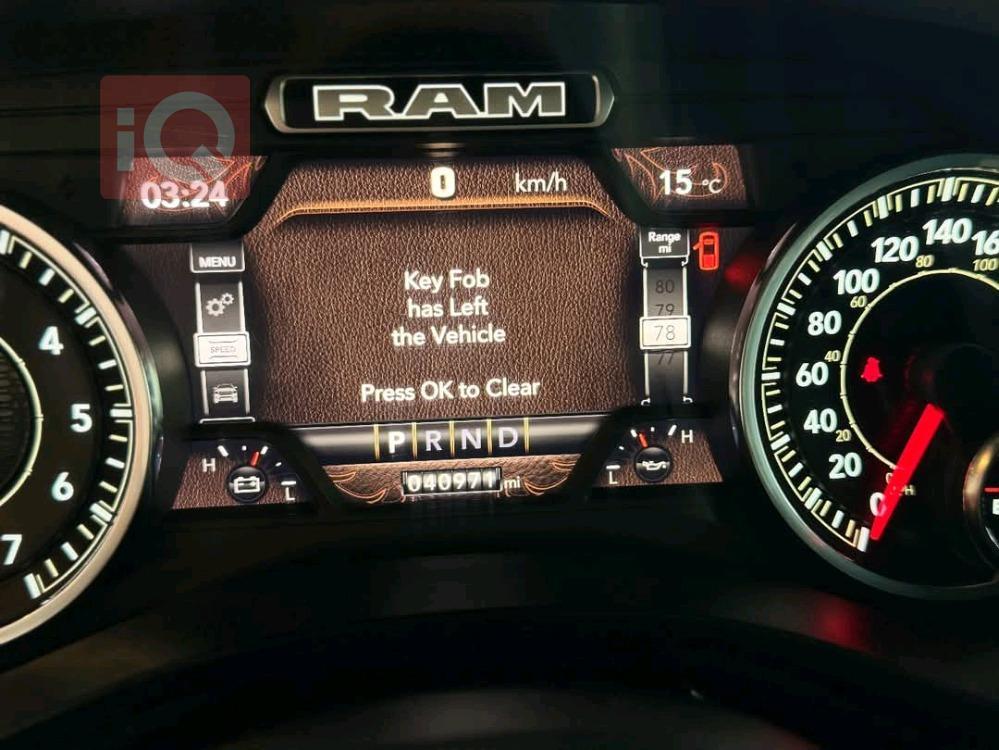 RAM
iQ
03:24
0 km/h
15 °C
MENU
Range
mi
Key Fob
has Left
the Vehicle
Press OK to Clear
80
79
78
77
SPEED
P R N D
H
L
H
L
040971 mi
4
5
6
7
0
20
40
60
80
100
120
140
20
40
60
80
100